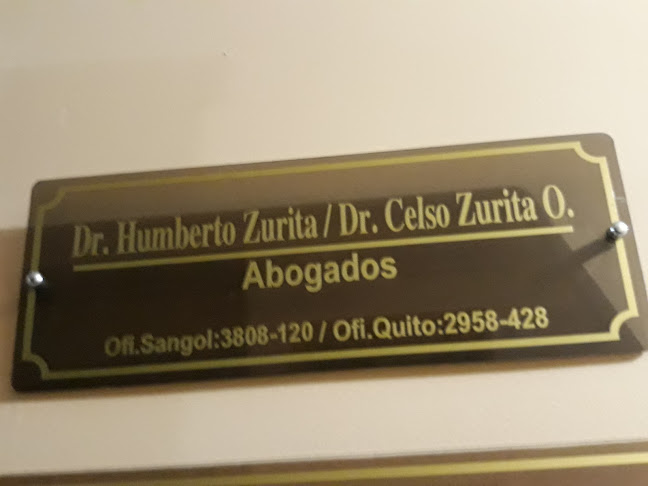 Dr. Humberto Zurita / Dr. Celso Zurita O.
Abogados
Ofi.Sangol:3808-120 / Ofi.Quito:2958-428